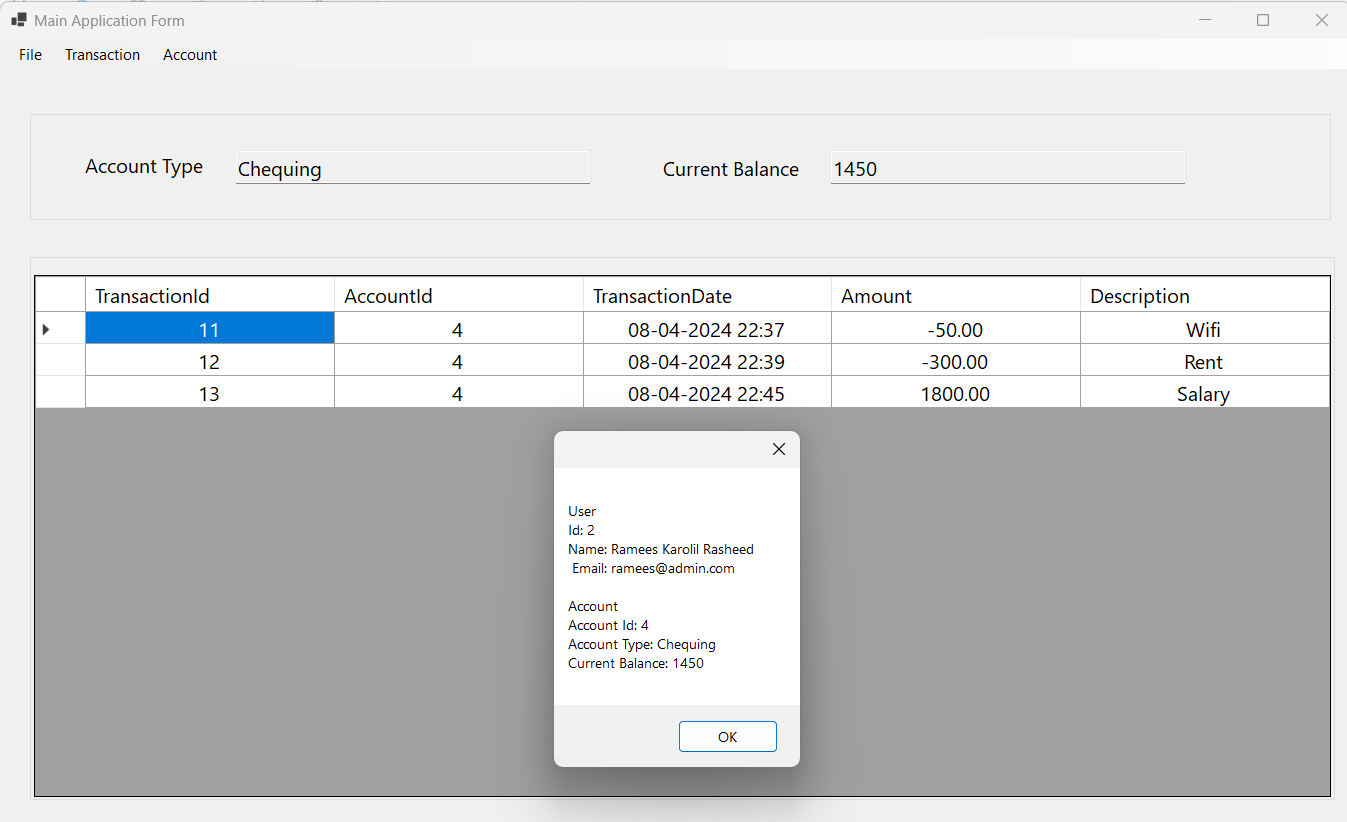 Main Application Form
File Transaction Account
Account Type Chequing Current Balance 1450
TransactionId AccountId TransactionDate Amount Description
11 4 08-04-2024 22:37 -50.00 Wifi
12 4 08-04-2024 22:39 -300.00 Rent
13 4 08-04-2024 22:45 1800.00 Salary
User
Id: 2
Name: Ramees Karolil Rasheed
Email: ramees@admin.com
Account
Account Id: 4
Account Type: Chequing
Current Balance: 1450
OK